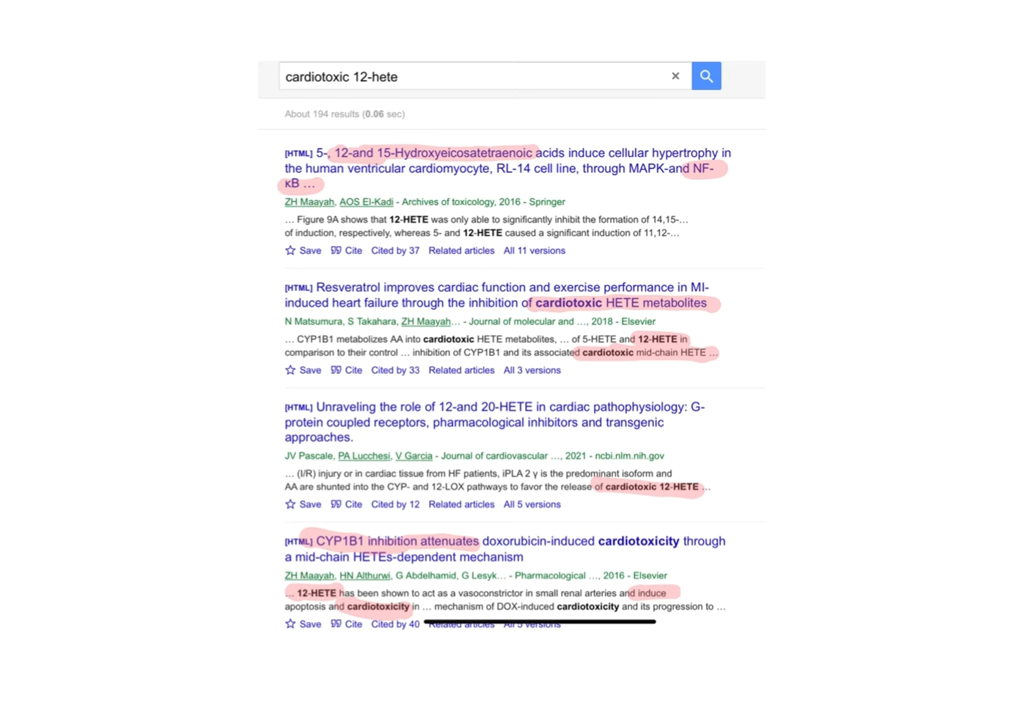 cardiotoxic 12-hete ×
About 194 results (0.06 sec)
[HTML] 5-, 12-and 15-Hydroxyeicosatetraenoic acids induce cellular hypertrophy in
the human ventricular cardiomyocyte, RL-14 cell line, through MAPK-and NF-
κB ...
ZH Maayah, AOS El-Kadi - Archives of toxicology, 2016 - Springer
... Figure 9A shows that 12-HETE was only able to significantly inhibit the formation of 14,15-...
of induction, respectively, whereas 5- and 12-HETE caused a significant induction of 11,12-...
Save Cite Cited by 37 Related articles All 11 versions
[HTML] Resveratrol improves cardiac function and exercise performance in MI-
induced heart failure through the inhibition of cardiotoxic HETE metabolites
N Matsumura, S Takahara, ZH Maayah... - Journal of molecular and ..., 2018 - Elsevier
... CYP1B1 metabolizes AA into cardiotoxic HETE metabolites, ... of 5-HETE and 12-HETE in
comparison to their control ... inhibition of CYP1B1 and its associated cardiotoxic mid-chain HETE ...
Save Cite Cited by 33 Related articles All 3 versions
[HTML] Unraveling the role of 12-and 20-HETE in cardiac pathophysiology: G-
protein coupled receptors, pharmacological inhibitors and transgenic
approaches.
JV Pascale, PA Lucchesi, V Garcia - Journal of cardiovascular ..., 2021 - ncbi.nlm.nih.gov
... (I/R) injury or in cardiac tissue from HF patients, iPLA 2 γ is the predominant isoform and
AA are shunted into the CYP- and 12-LOX pathways to favor the release of cardiotoxic 12-HETE ...
Save Cite Cited by 12 Related articles All 5 versions
[HTML] CYP1B1 inhibition attenuates doxorubicin-induced cardiotoxicity through
a mid-chain HETEs-dependent mechanism
ZH Maayah, HN Althurwi, G Abdelhamid, G Lesyk... - Pharmacological ..., 2016 - Elsevier
... 12-HETE has been shown to act as a vasoconstrictor in small renal arteries and induce
apoptosis and cardiotoxicity in ... mechanism of DOX-induced cardiotoxicity and its progression to ...
Save Cite Cited by 40 Related articles All 5 versions